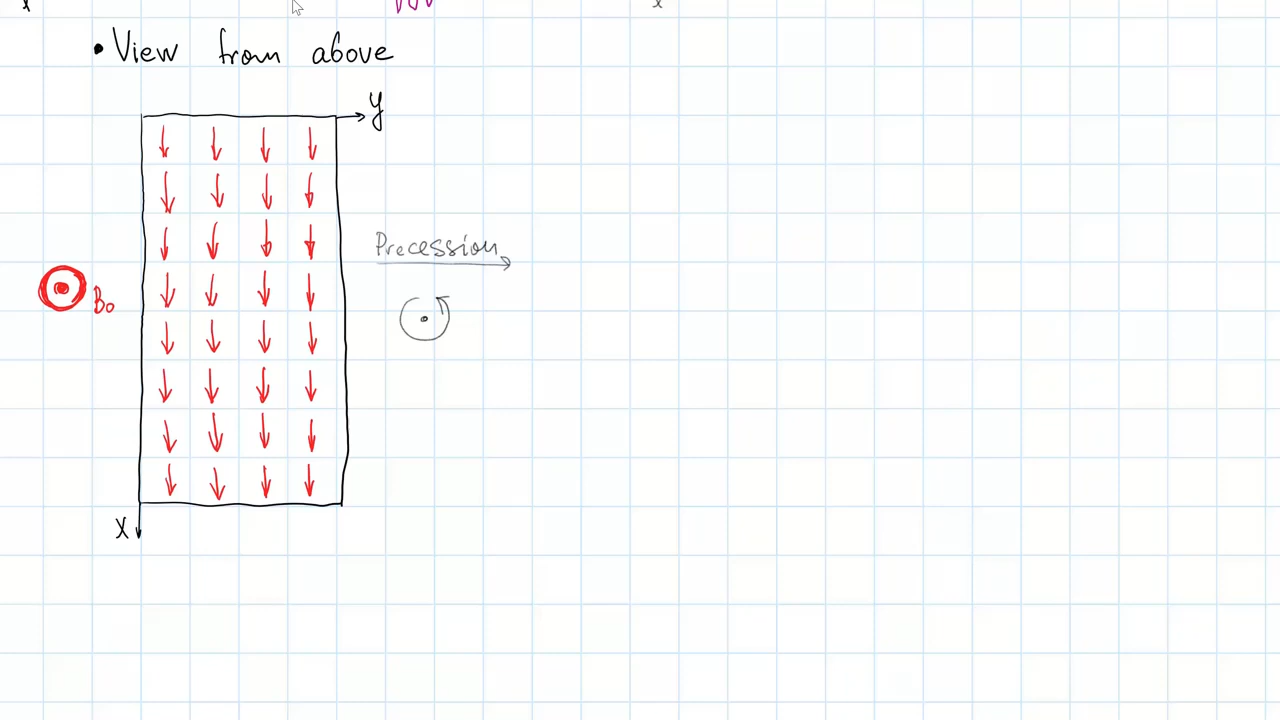 • View from above
y
Precession
B₀
x